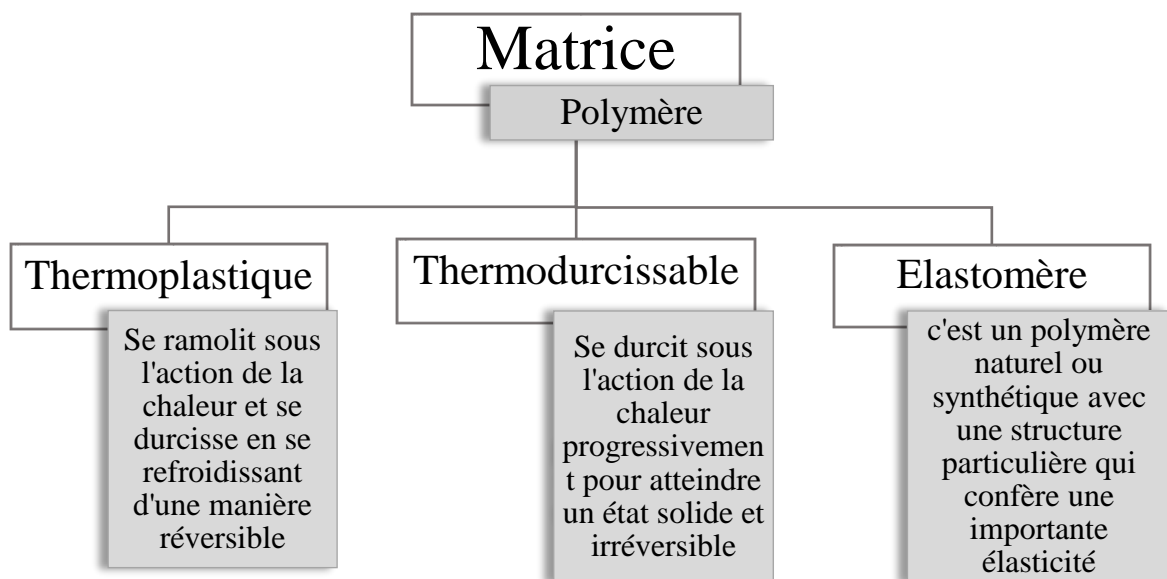 Matrice
Polymère
Thermoplastique
Se ramolit sous
l'action de la
chaleur et se
durcisse en se
refroidissant
d'une manière
réversible
Thermodurcissable
Se durcit sous
l'action de la
chaleur
progressivemen
t pour atteindre
un état solide et
irréversible
Elastomère
c'est un polymère
naturel ou
synthétique avec
une structure
particulière qui
confère une
importante
élasticité